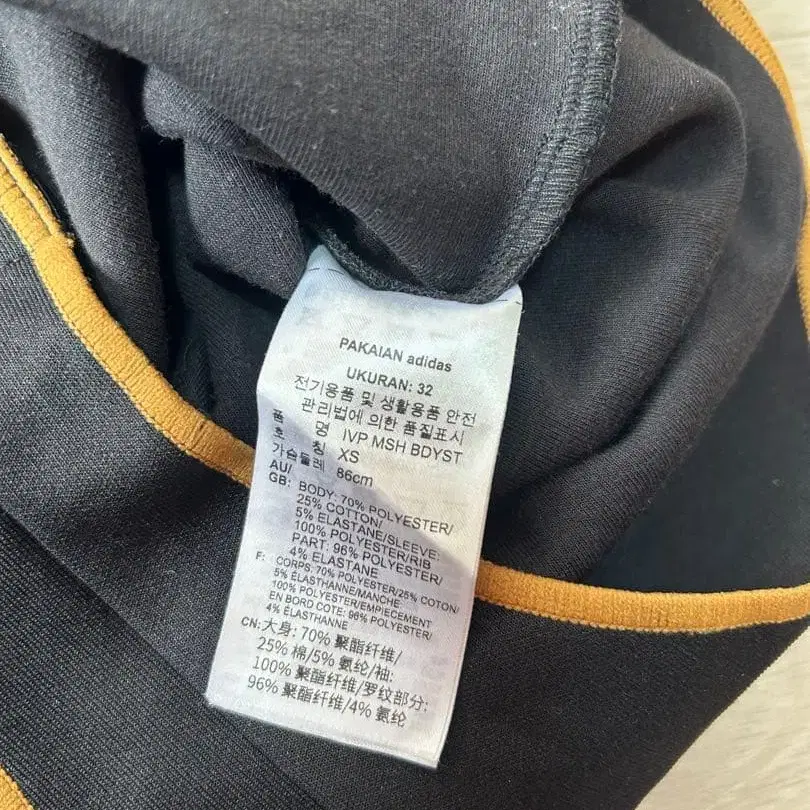 PAKAIAN adidas
UKURAN: 32
전기용품 및 생활용품 안전
관리법에 의한 품질표시
품 명 IVP MSH BDYST
호 칭 XS
가슴둘레 86cm
AU/
GB: BODY: 70% POLYESTER/
25% COTTON/
5% ELASTANE/SLEEVE:
100% POLYESTER/RIB
PART: 96% POLYESTER/
4% ELASTANE
F: CORPS: 70% POLYESTER/25% COTON/
5% ÉLASTHANNE/MANCHE:
100% POLYESTER/EMPIECEMENT
EN BORD COTE: 96% POLYESTER/
4% ÉLASTHANNE
CN: 大身: 70% 聚酯纤维/
25% 棉/5% 氨纶/袖:
100% 聚酯纤维/罗纹部分:
96% 聚酯纤维/4% 氨纶